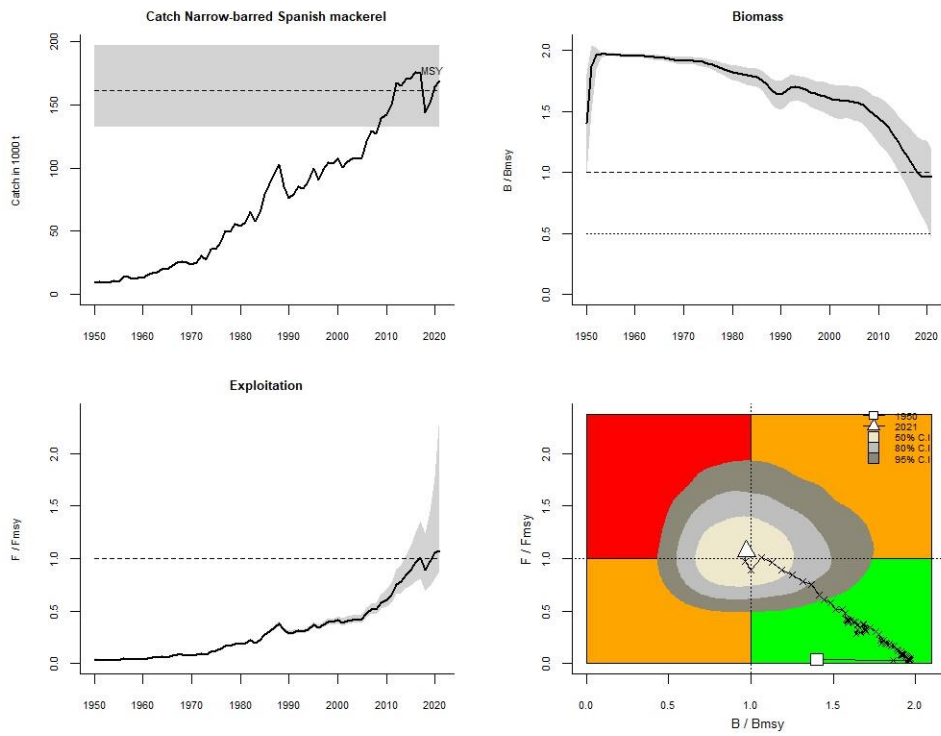 Catch Narrow-barred Spanish mackerel
Catch in 1000 t
200
150
100
50
0
MSY
1950 1960 1970 1980 1990 2000 2010 2020
Biomass
B / Bmsy
2.0
1.5
1.0
0.5
0.0
1950 1960 1970 1980 1990 2000 2010 2020
Exploitation
F / Fmsy
2.0
1.5
1.0
0.5
0.0
1950 1960 1970 1980 1990 2000 2010 2020
F / Fmsy
2.0
1.5
1.0
0.5
0.0
1950
2021
50% C.I
80% C.I
95% C.I
0.0 0.5 1.0 1.5 2.0
B / Bmsy